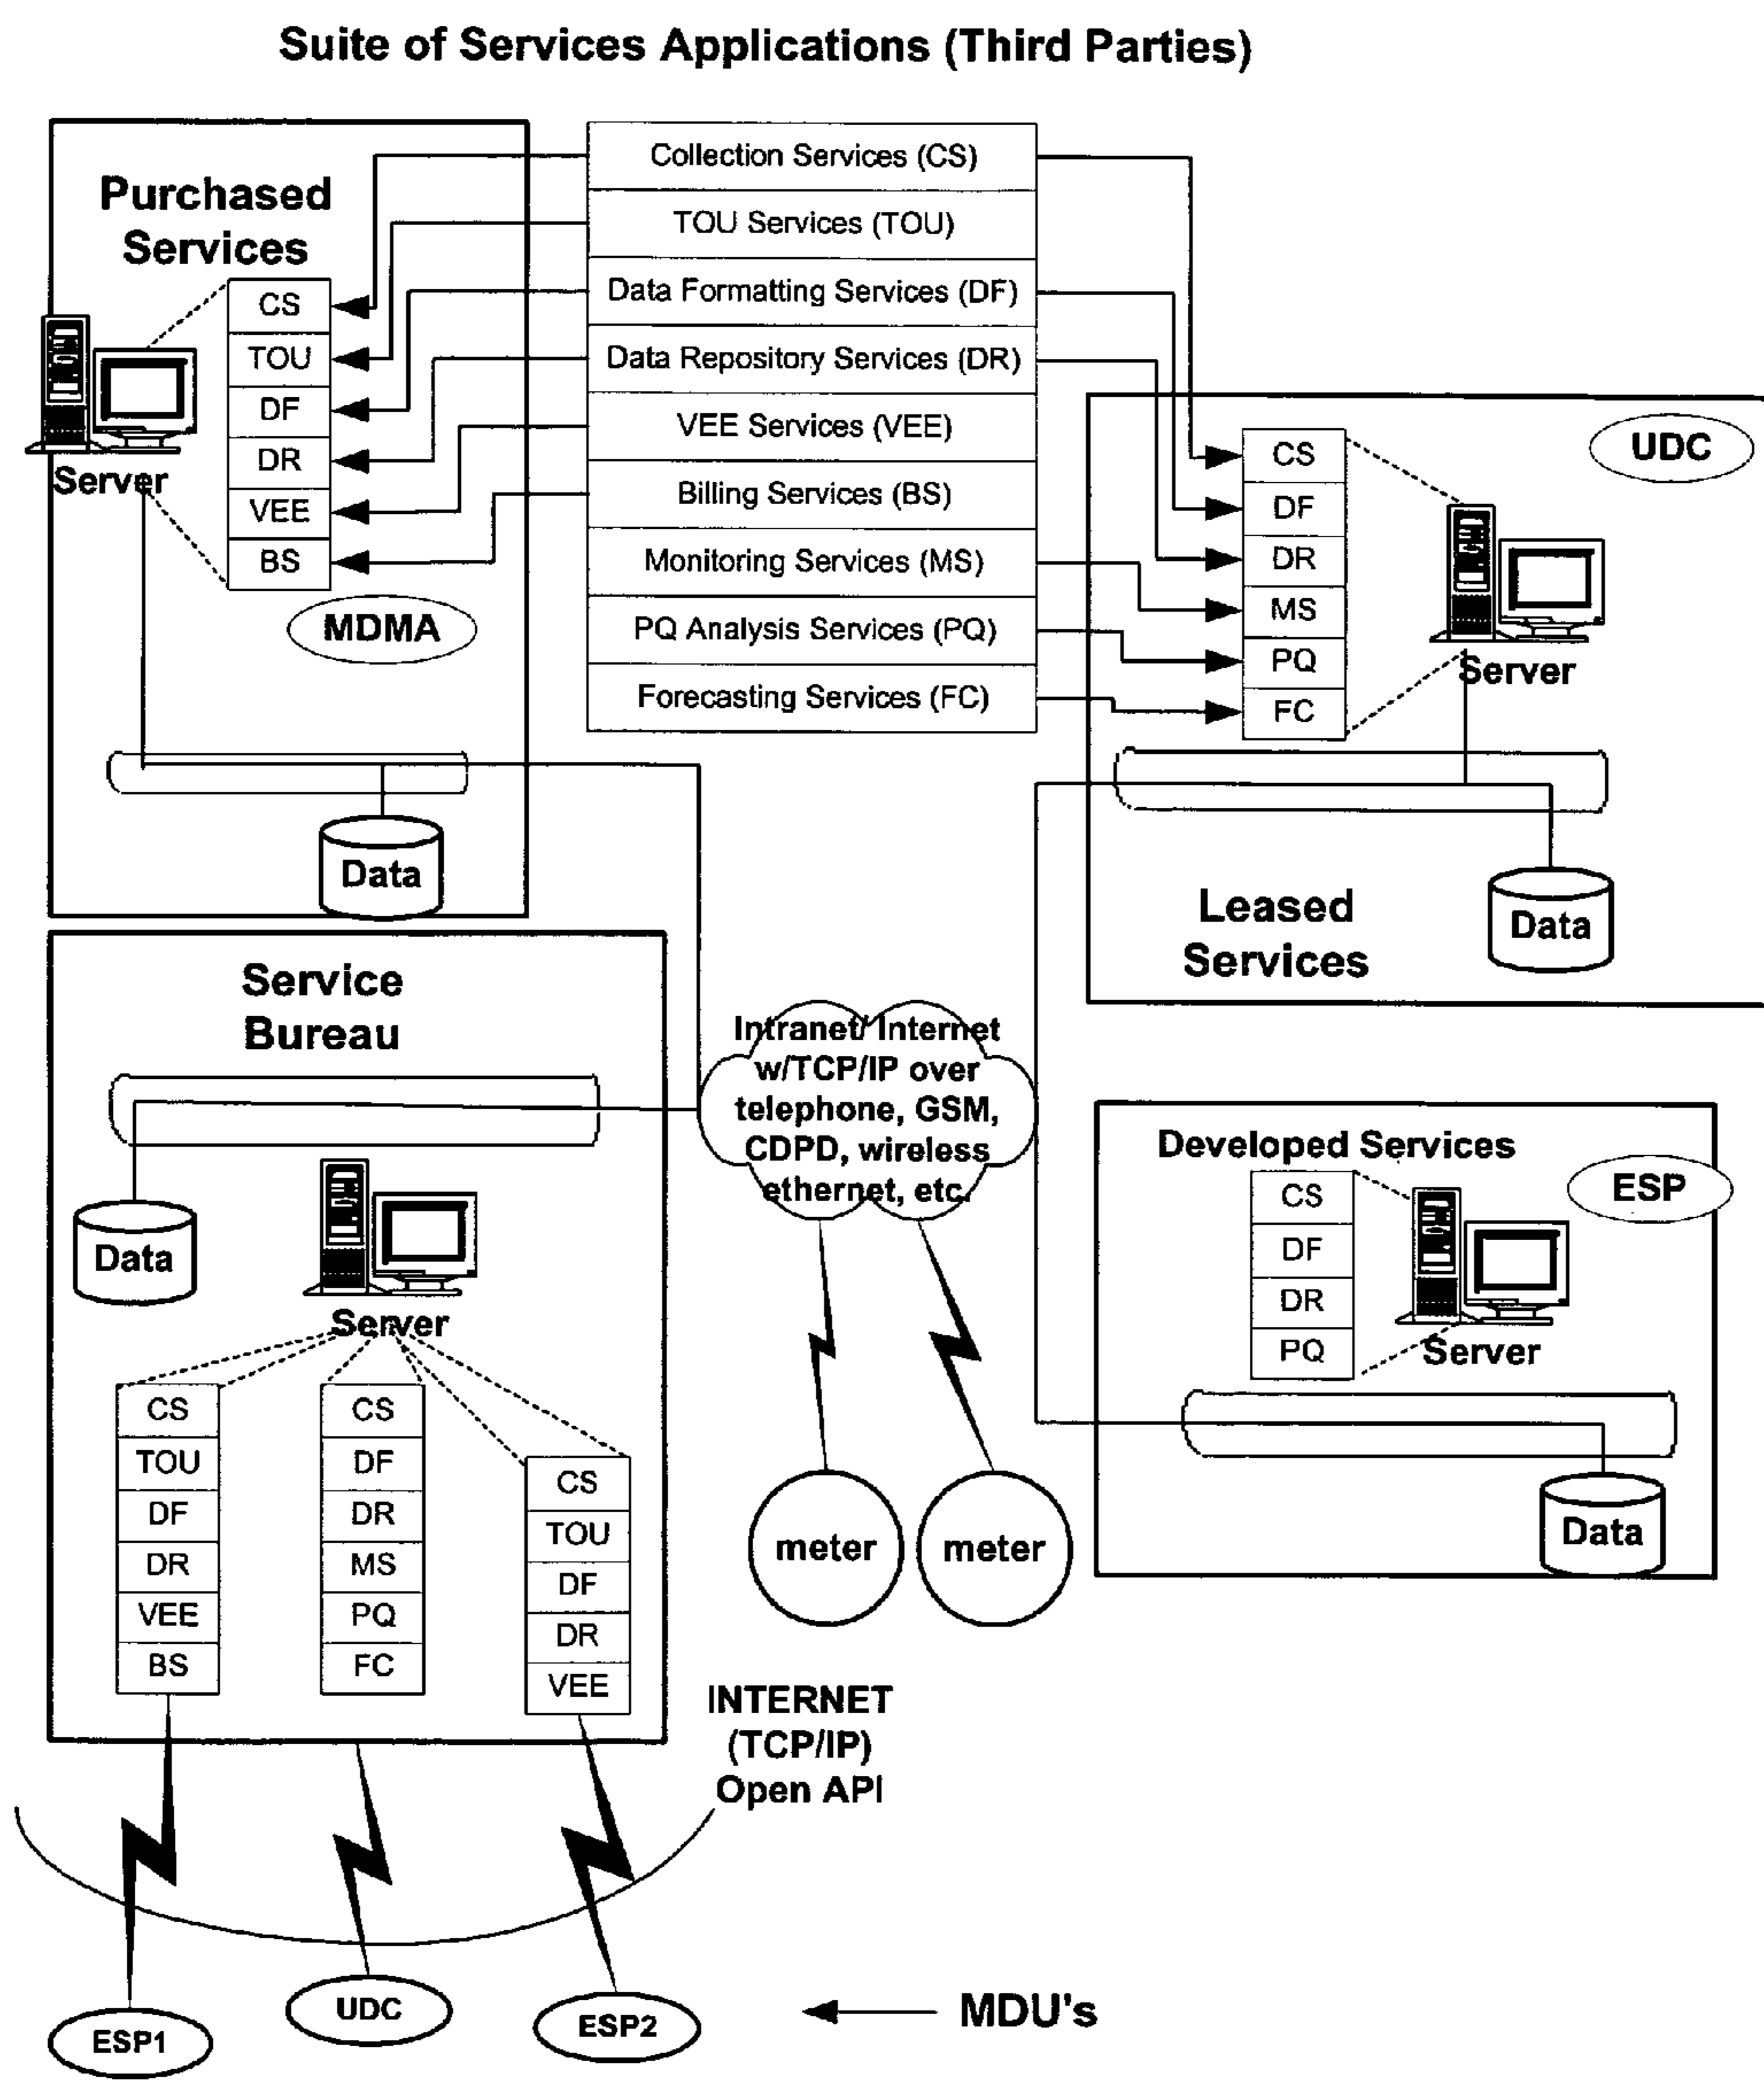 Suite of Services Applications (Third Parties)
Purchased
Services
CS
TOU
DF
DR
VEE
BS
Server
MDMA
Data
Collection Services (CS)
TOU Services (TOU)
Data Formatting Services (DF)
Data Repository Services (DR)
VEE Services (VEE)
Billing Services (BS)
Monitoring Services (MS)
PQ Analysis Services (PQ)
Forecasting Services (FC)
UDC
CS
DF
DR
MS
PQ
FC
Server
Leased
Services
Data
Service
Bureau
Data
Server
CS
TOU
DF
DR
VEE
BS
CS
DF
DR
MS
PQ
FC
CS
TOU
DF
DR
VEE
Intranet/ Internet
w/TCP/IP over
telephone, GSM,
CDPD, wireless
ethernet, etc.
meter
meter
Developed Services
ESP
CS
DF
DR
PQ
Server
Data
INTERNET
(TCP/IP)
Open API
ESP1
UDC
ESP2
MDU's